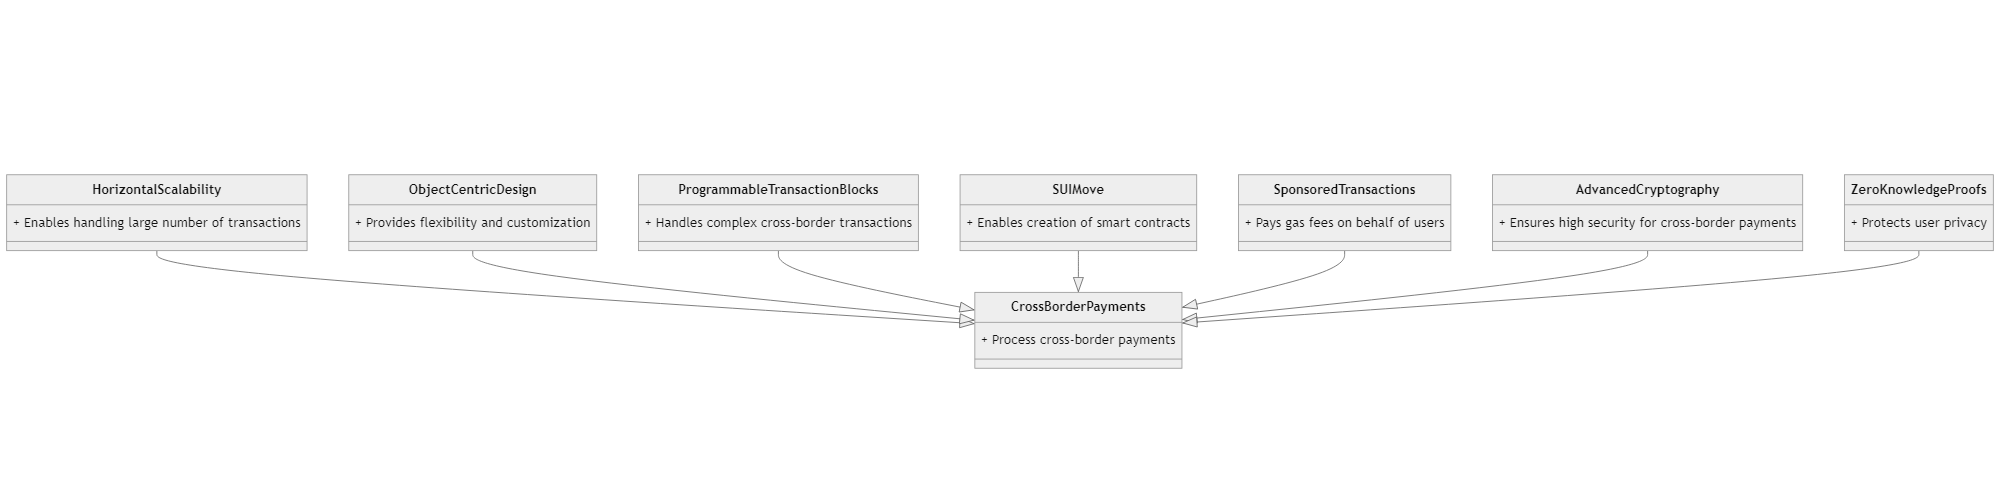 HorizontalScalability
+ Enables handling large number of transactions
ObjectCentricDesign
+ Provides flexibility and customization
ProgrammableTransactionBlocks
+ Handles complex cross-border transactions
SUIMove
+ Enables creation of smart contracts
SponsoredTransactions
+ Pays gas fees on behalf of users
AdvancedCryptography
+ Ensures high security for cross-border payments
ZeroKnowledgeProofs
+ Protects user privacy
CrossBorderPayments
+ Process cross-border payments